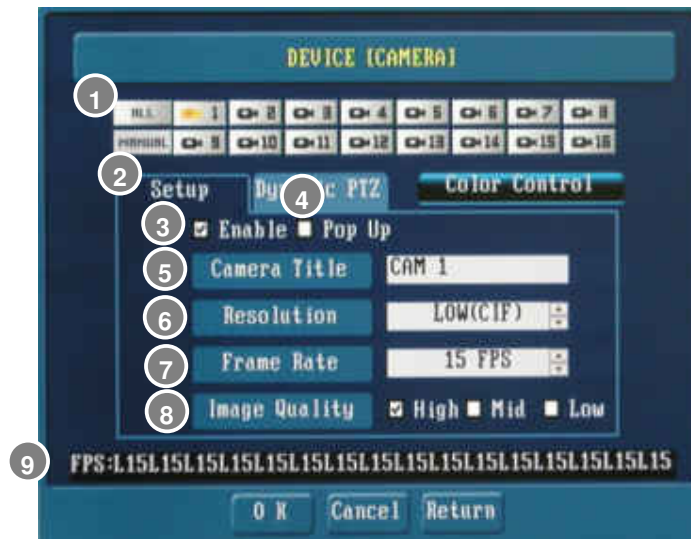 DEVICE [CAMERA]
1
ALL 1 2 3 4 5 6 7 8
MANUAL 9 10 11 12 13 14 15 16
2
Setup PTZ Color Control
4
3 Enable Pop Up
5 Camera Title CAM 1
6 Resolution LOW(CIF)
7 Frame Rate 15 FPS
8 Image Quality High Mid Low
9 FPS:L15L15L15L15L15L15L15L15L15L15L15L15L15L15L15L15
OK Cancel Return